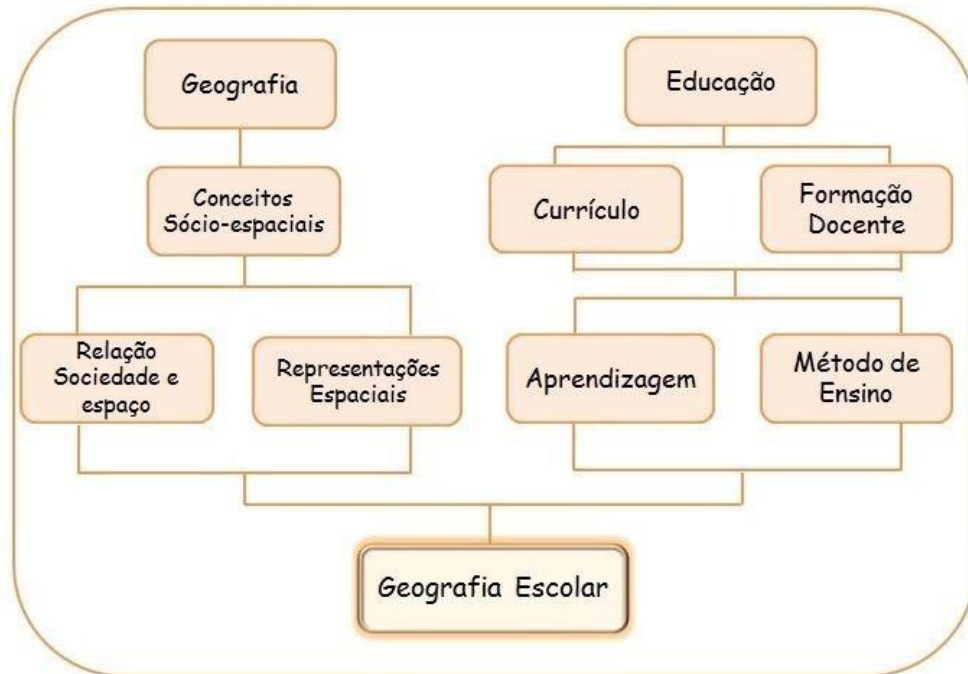 Geografia
Educação
Conceitos
Sócio-espaciais
Currículo
Formação
Docente
Relação
Sociedade e
espaço
Representações
Espaciais
Aprendizagem
Método de
Ensino
Geografia Escolar